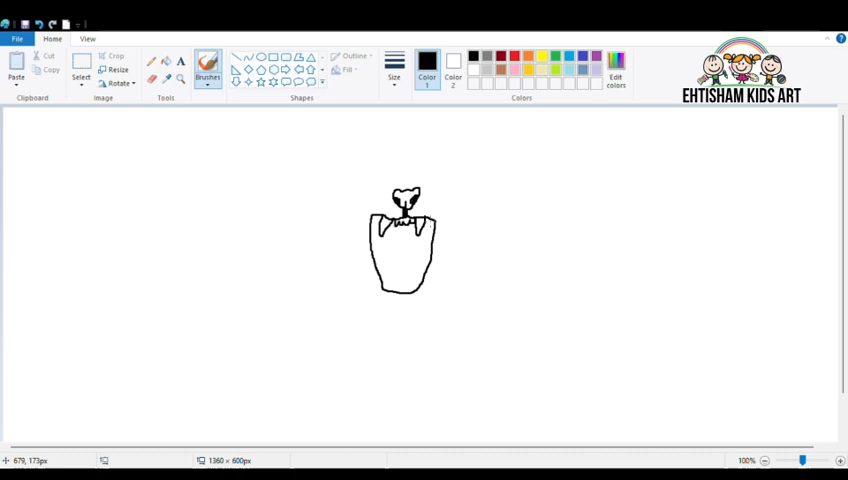 File
Home
View
Paste
Cut
Copy
Clipboard
Select
Crop
Resize
Rotate
Image
A
Tools
Brushes
Shapes
Outline
Fill
Size
Color
1
Color
2
Edit
colors
Colors
EHTISHAM KIDS ART
679, 173px
1360 × 600px
100%